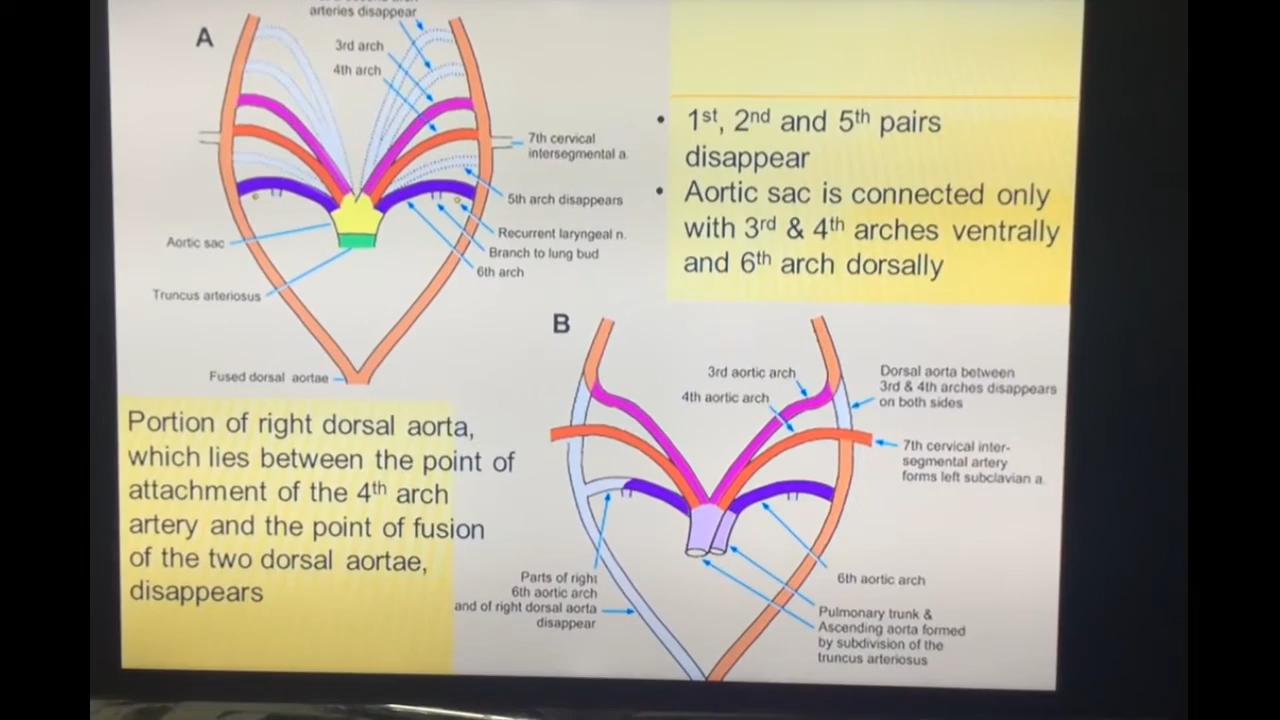 arteries disappear
A
3rd arch
4th arch
7th cervical
intersegmental a.
5th arch disappears
Recurrent laryngeal n.
Branch to lung bud
6th arch
Aortic sac
Truncus arteriosus
Fused dorsal aortae
• 1st, 2nd and 5th pairs
disappear
• Aortic sac is connected only
with 3rd & 4th arches ventrally
and 6th arch dorsally
Portion of right dorsal aorta,
which lies between the point of
attachment of the 4th arch
artery and the point of fusion
of the two dorsal aortae,
disappears
B
3rd aortic arch
4th aortic arch
Dorsal aorta between
3rd & 4th arches disappears
on both sides
7th cervical inter-
segmental artery
forms left subclavian a.
6th aortic arch
Parts of right
6th aortic arch
and of right dorsal aorta
disappear
Pulmonary trunk &
Ascending aorta formed
by subdivision of the
truncus arteriosus